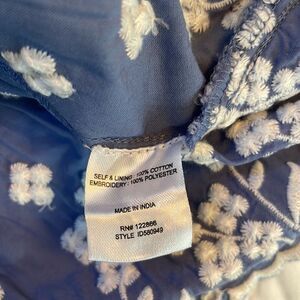 SELF & LINING: 100% COTTON
EMBROIDERY: 100% POLYESTER
MADE IN INDIA
RN# 122866
STYLE ID580949